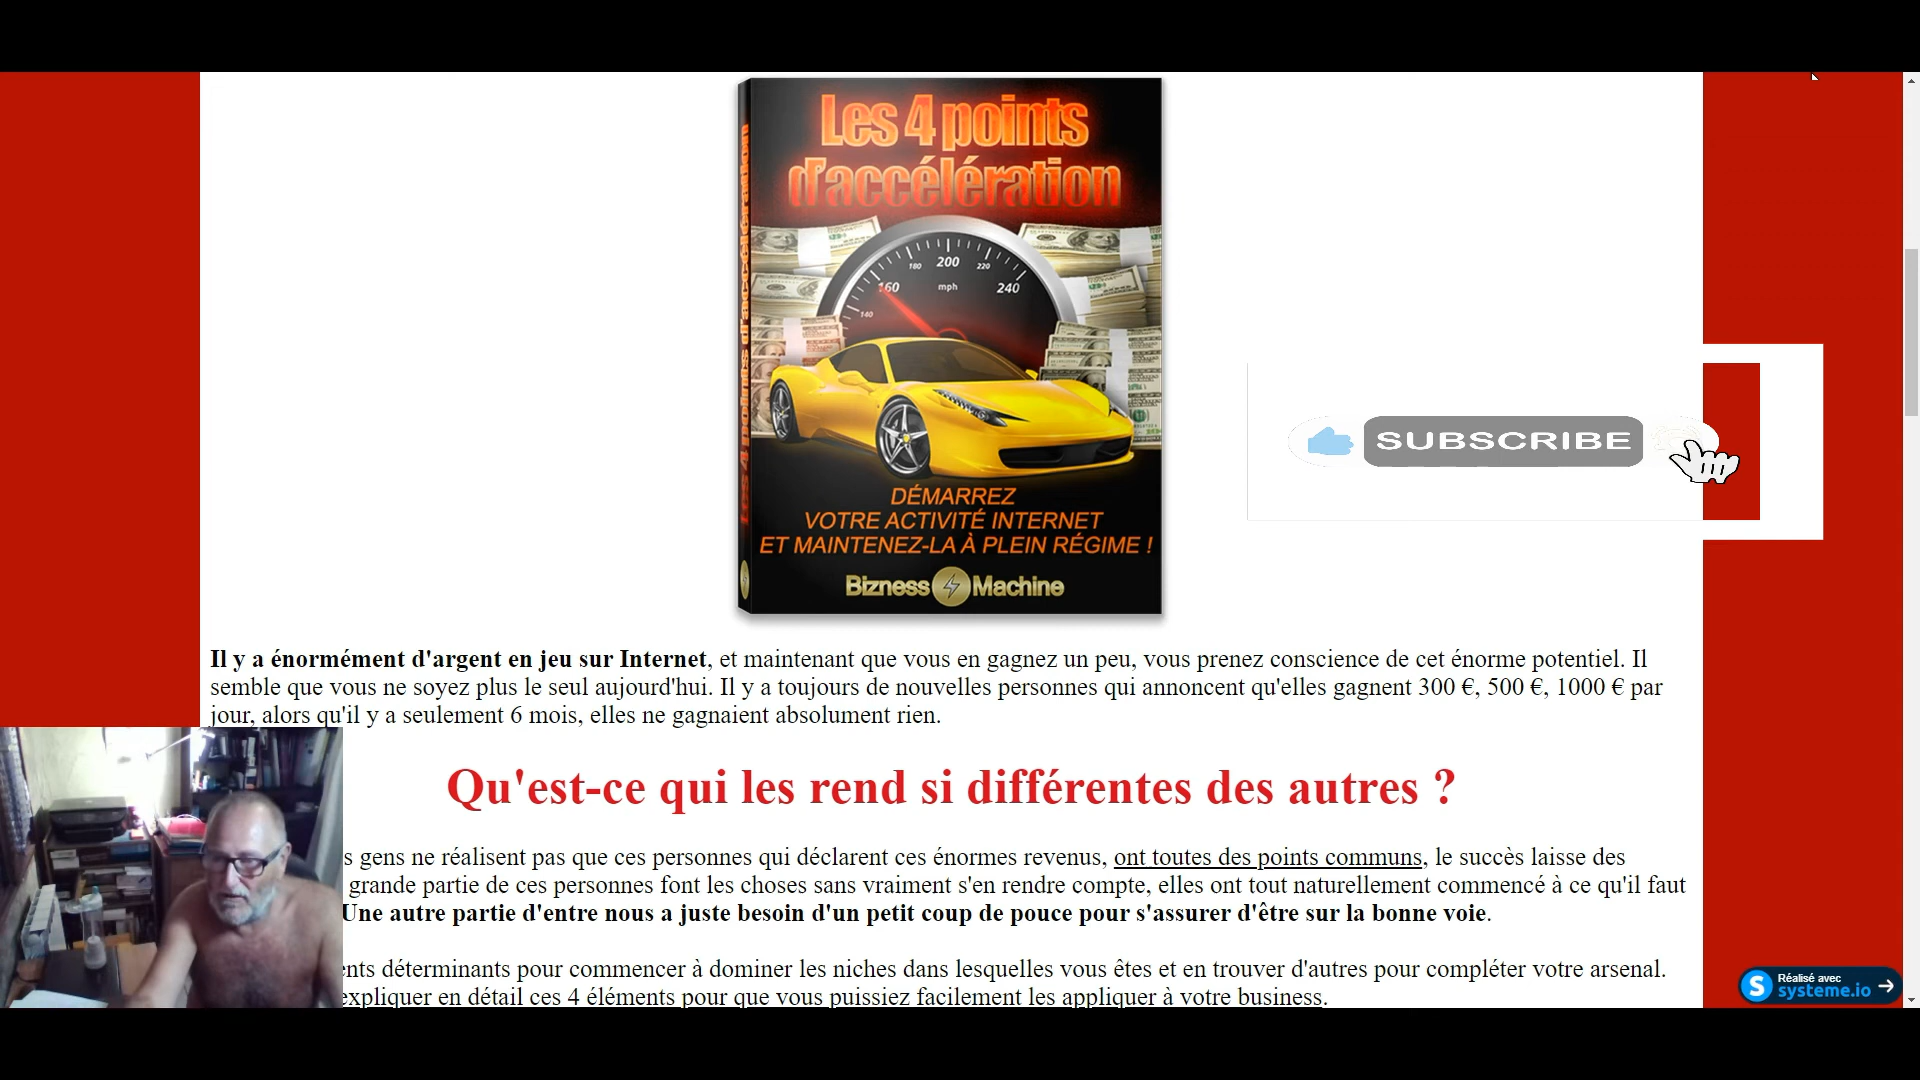 Les 4 points
d'accélération
Les 4 points d'accélération
180
200
220
160
mph
240
140
DÉMARREZ
VOTRE ACTIVITÉ INTERNET
ET MAINTENEZ-LA À PLEIN RÉGIME !
Bizness Machine
SUBSCRIBE
Il y a énormément d'argent en jeu sur Internet, et maintenant que vous en gagnez un peu, vous prenez conscience de cet énorme potentiel. Il
semble que vous ne soyez plus le seul aujourd'hui. Il y a toujours de nouvelles personnes qui annoncent qu'elles gagnent 300 €, 500 €, 1000 € par
jour, alors qu'il y a seulement 6 mois, elles ne gagnaient absolument rien.
Qu'est-ce qui les rend si différentes des autres ?
s gens ne réalisent pas que ces personnes qui déclarent ces énormes revenus, ont toutes des points communs, le succès laisse des
grande partie de ces personnes font les choses sans vraiment s'en rendre compte, elles ont tout naturellement commencé à ce qu'il faut
Une autre partie d'entre nous a juste besoin d'un petit coup de pouce pour s'assurer d'être sur la bonne voie.
ents déterminants pour commencer à dominer les niches dans lesquelles vous êtes et en trouver d'autres pour compléter votre arsenal.
expliquer en détail ces 4 éléments pour que vous puissiez facilement les appliquer à votre business.
Réalisé avec
systeme.io